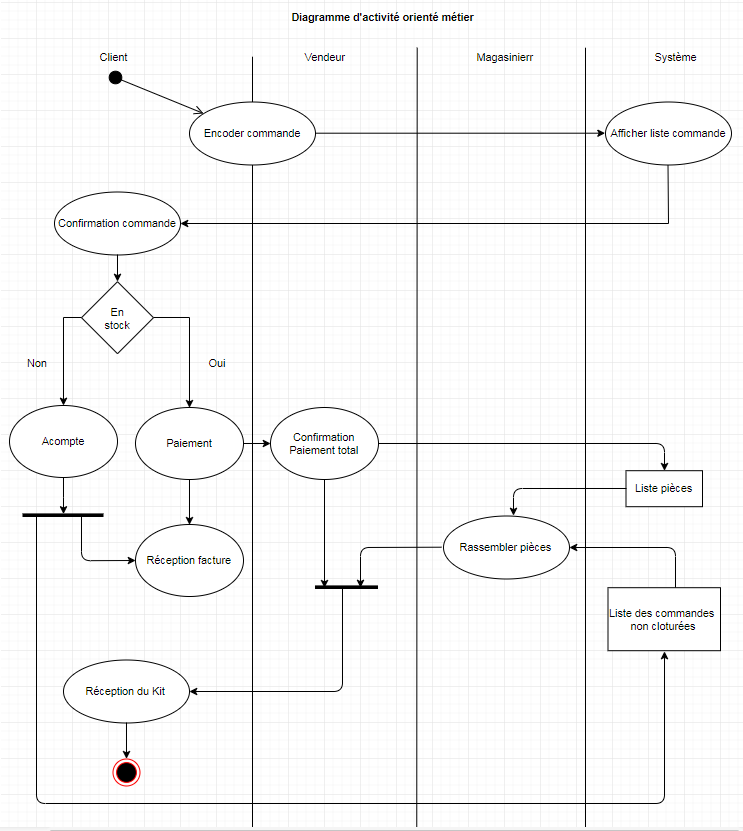 Diagramme d'activité orienté métier
Client
Vendeur
Magasinierr
Système
Encoder commande
Afficher liste commande
Confirmation commande
En
stock
Non
Oui
Acompte
Paiement
Confirmation
Paiement total
Liste pièces
Réception facture
Rassembler pièces
Liste des commandes
non cloturées
Réception du Kit